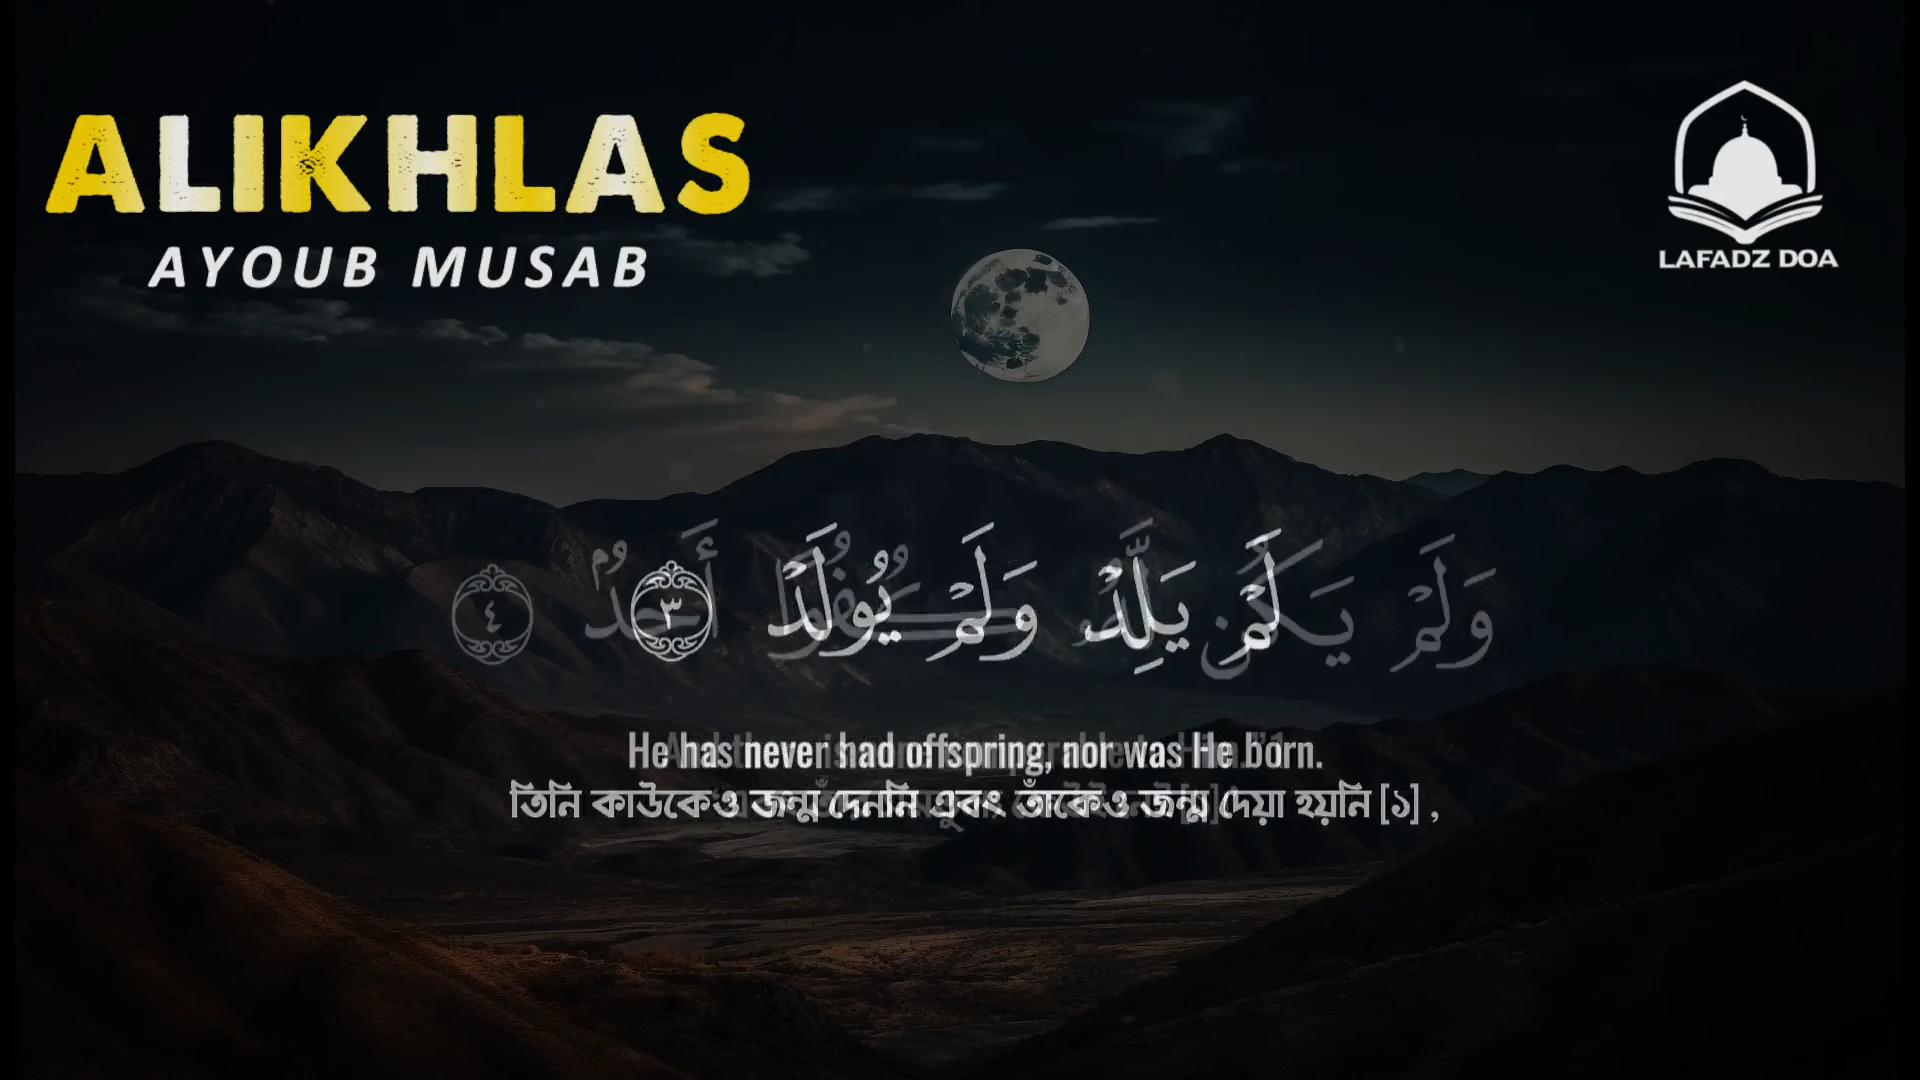 ALIKHLAS
AYOUB MUSAB
LAFADZ DOA
لَمْ يَلِدْ وَلَمْ يُولَدْ ٣
وَلَمْ يَكُن لَّهُ كُفُوًا أَحَدٌ ٤
He has never had offspring, nor was He born.
তিনি কাউকেও জন্ম দেননি এবং তাঁকেও জন্ম দেয়া হয়নি [১] ,